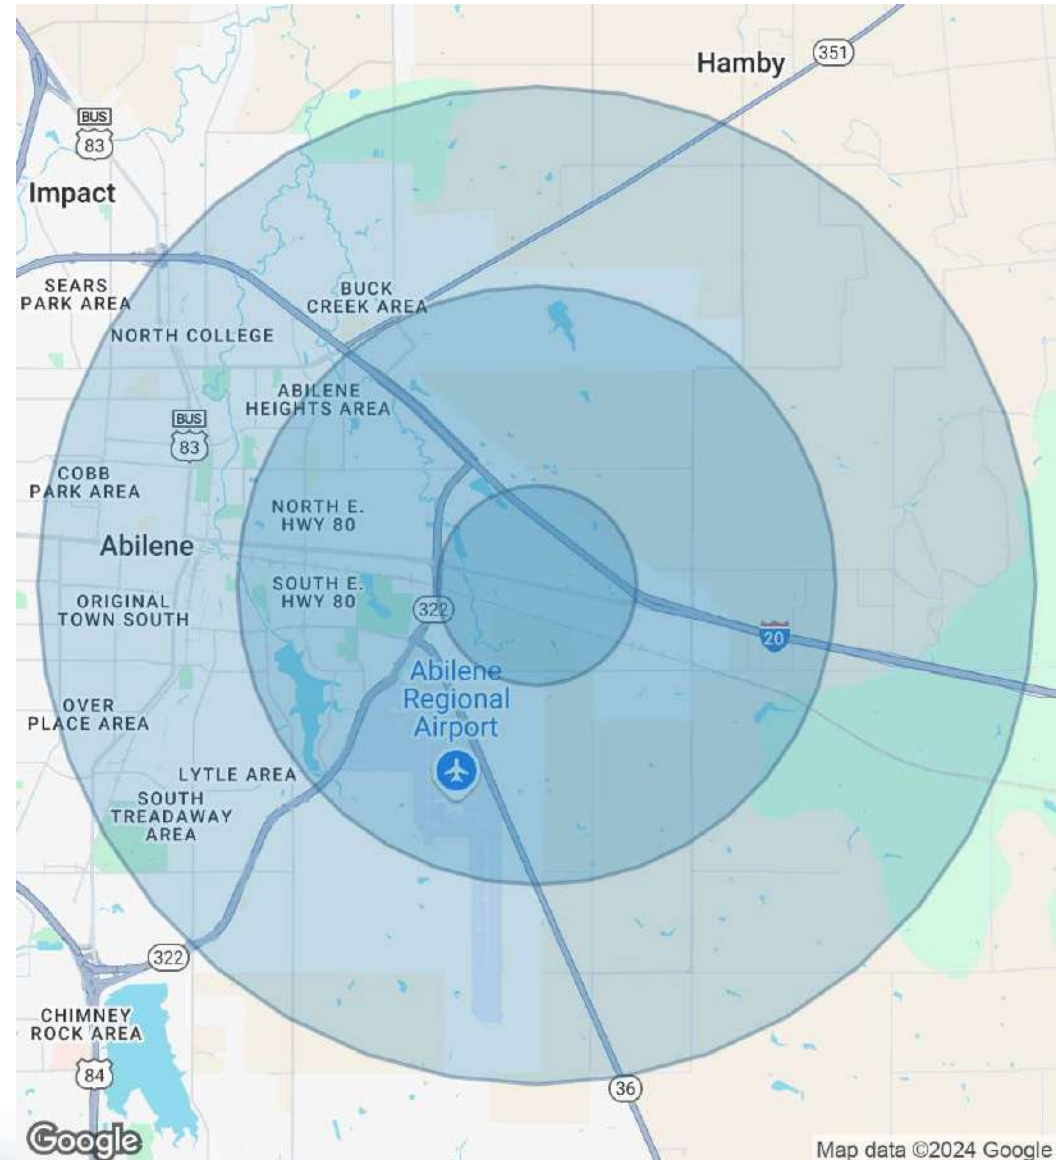 Hamby
351
BUS
83
Impact
SEARS
PARK AREA
BUCK
CREEK AREA
NORTH COLLEGE
ABILENE
HEIGHTS AREA
BUS
83
COBB
PARK AREA
NORTH E.
HWY 80
Abilene
SOUTH E.
HWY 80
ORIGINAL
TOWN SOUTH
322
20
Abilene
Regional
Airport
OVER
PLACE AREA
LYTLE AREA
SOUTH
TREADAWAY
AREA
322
CHIMNEY
ROCK AREA
84
36
Google
Map data ©2024 Google